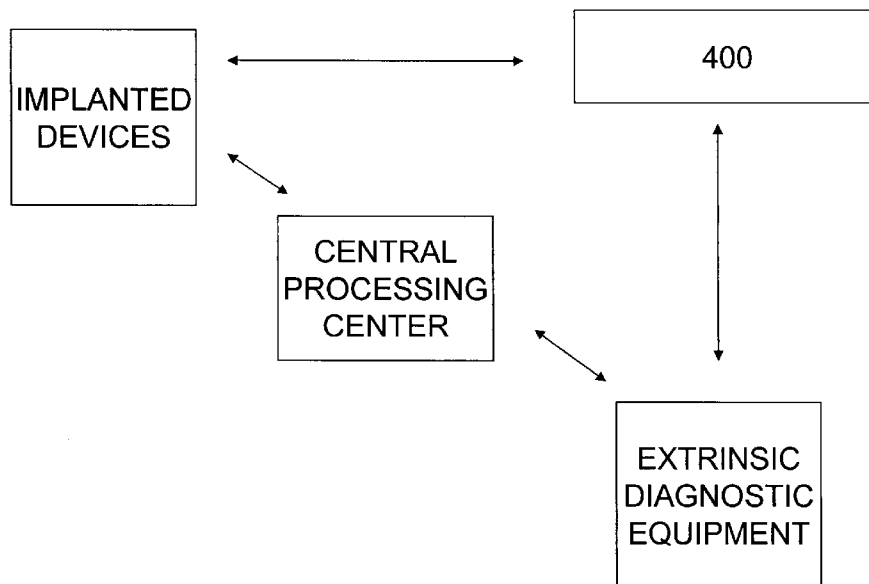 400
IMPLANTED
DEVICES
CENTRAL
PROCESSING
CENTER
EXTRINSIC
DIAGNOSTIC
EQUIPMENT